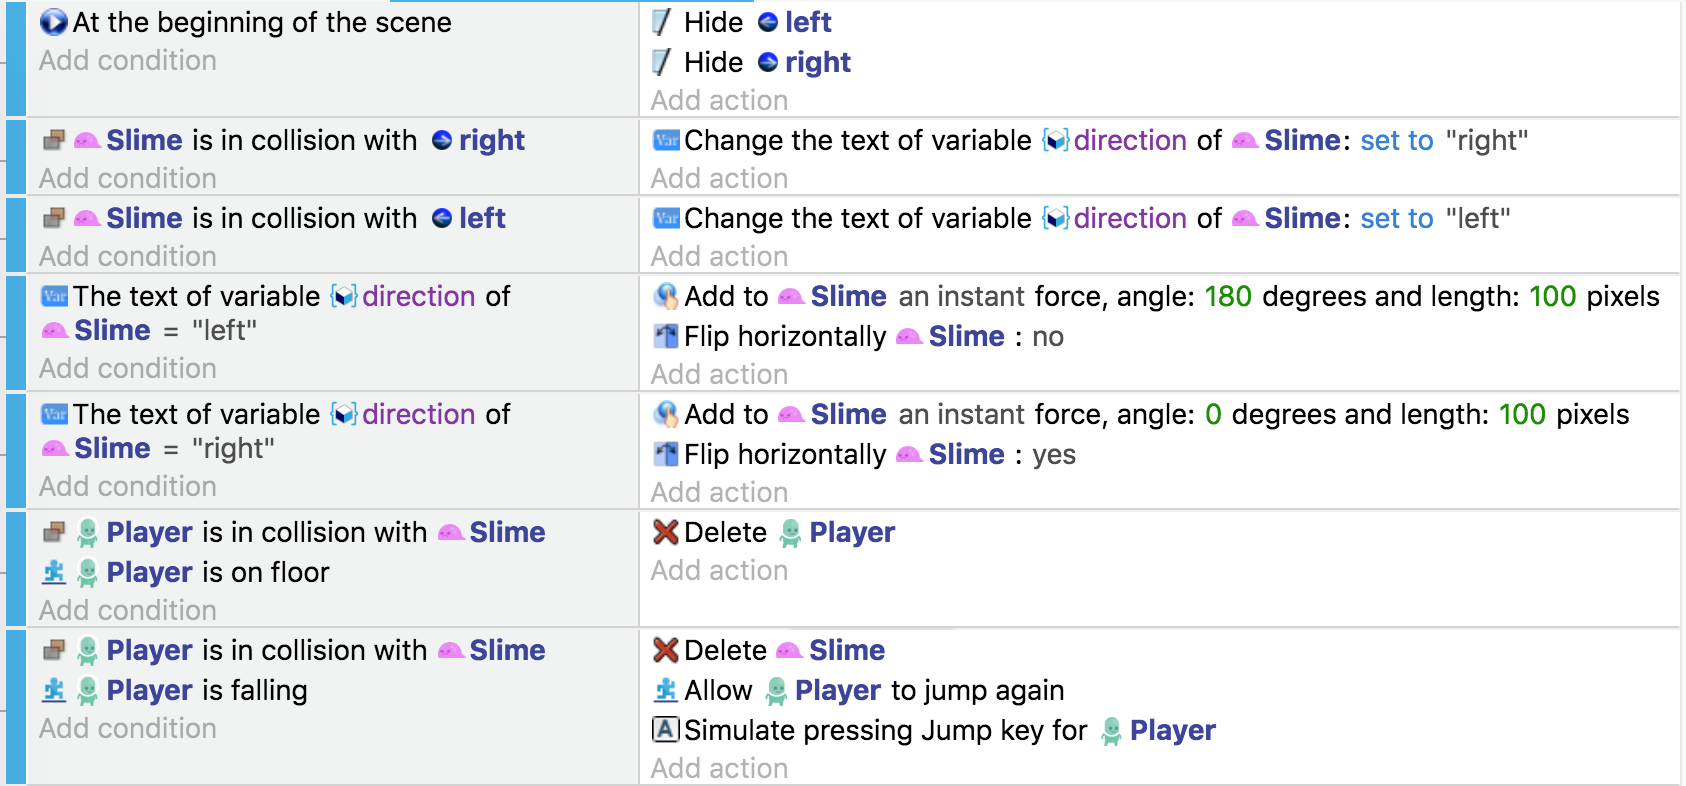 At the beginning of the scene
Add condition
Hide left
Hide right
Add action
Slime is in collision with right
Add condition
Var Change the text of variable direction of Slime: set to "right"
Add action
Slime is in collision with left
Add condition
Var Change the text of variable direction of Slime: set to "left"
Add action
Var The text of variable direction of
Slime = "left"
Add condition
Add to Slime an instant force, angle: 180 degrees and length: 100 pixels
Flip horizontally Slime : no
Add action
Var The text of variable direction of
Slime = "right"
Add condition
Add to Slime an instant force, angle: 0 degrees and length: 100 pixels
Flip horizontally Slime : yes
Add action
Player is in collision with Slime
Player is on floor
Add condition
Delete Player
Add action
Player is in collision with Slime
Player is falling
Add condition
Delete Slime
Allow Player to jump again
A Simulate pressing Jump key for Player
Add action